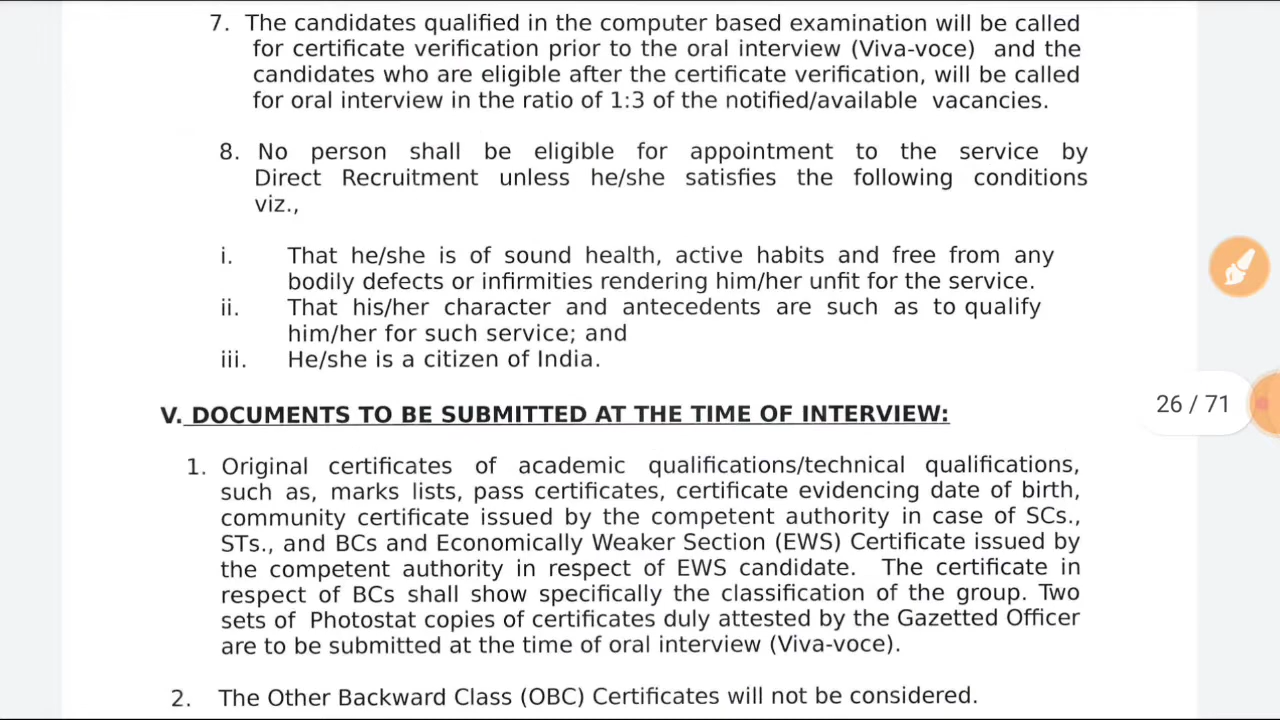 7. The candidates qualified in the computer based examination will be called
for certificate verification prior to the oral interview (Viva-voce) and the
candidates who are eligible after the certificate verification, will be called
for oral interview in the ratio of 1:3 of the notified/available vacancies.
8. No person shall be eligible for appointment to the service by
Direct Recruitment unless he/she satisfies the following conditions
viz.,
i. That he/she is of sound health, active habits and free from any
bodily defects or infirmities rendering him/her unfit for the service.
ii. That his/her character and antecedents are such as to qualify
him/her for such service; and
iii. He/she is a citizen of India.
26 / 71
V. DOCUMENTS TO BE SUBMITTED AT THE TIME OF INTERVIEW:
1. Original certificates of academic qualifications/technical qualifications,
such as, marks lists, pass certificates, certificate evidencing date of birth,
community certificate issued by the competent authority in case of SCs.,
STs., and BCs and Economically Weaker Section (EWS) Certificate issued by
the competent authority in respect of EWS candidate. The certificate in
respect of BCs shall show specifically the classification of the group. Two
sets of Photostat copies of certificates duly attested by the Gazetted Officer
are to be submitted at the time of oral interview (Viva-voce).
2. The Other Backward Class (OBC) Certificates will not be considered.